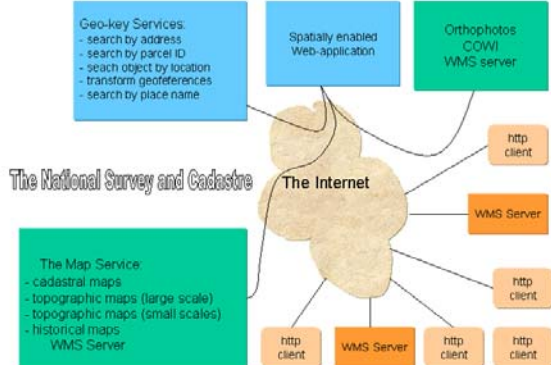 Geo-key Services:
- search by address
- search by parcel ID
- seach object by location
- transform geofeferences
- search by place name
Spatially enabled
Web-application
Orthophotos
COWI
WMS server
http
client
The National Survey and Cadastre
The Internet
WMS Server
The Map Service:
- cadastral maps
- topographic maps (large scale)
- topographic maps (small scales)
- historical maps
WMS Server
http
client
http
client
WMS Server
http
client
http
client